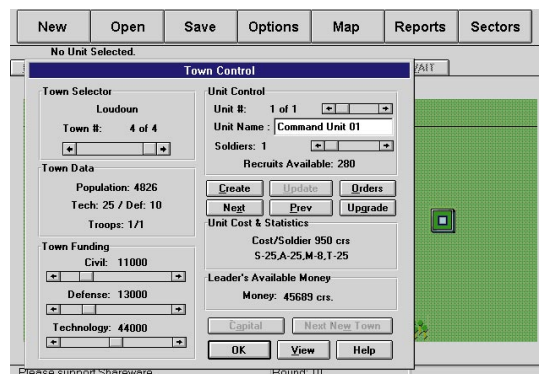 New Open Save Options Map Reports Sectors
No Unit Selected.
Town Control
Town Selector
Loudoun
Town #: 4 of 4
Town Data
Population: 4826
Tech: 25 / Def: 10
Troops: 1/1
Town Funding
Civil: 11000
Defense: 13000
Technology: 44000
Unit Control
Unit #: 1 of 1
Unit Name : Command Unit 01
Soldiers: 1
Recruits Available: 280
Create Update Orders
Next Prev Upgrade
Unit Cost & Statistics
Cost/Soldier 950 crs
S-25,A-25,M-8,T-25
Leader's Available Money
Money: 45689 crs.
Capital Next New Town
OK View Help
Please support Shareware
Round: